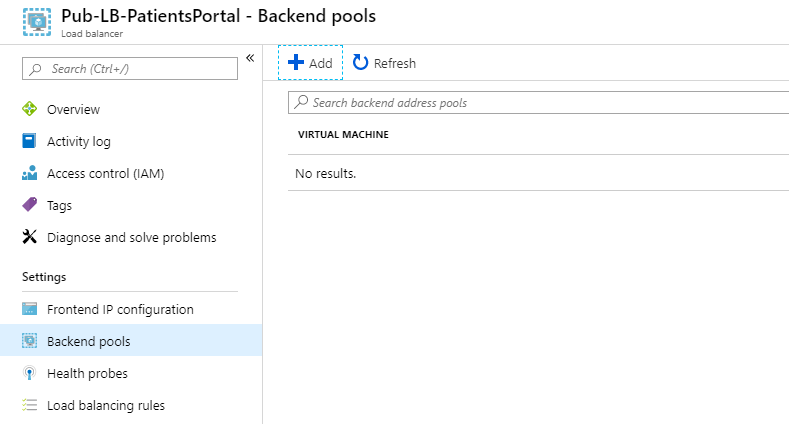 Pub-LB-PatientsPortal - Backend pools
Load balancer
Search (Ctrl+/)
«
Overview
Activity log
Access control (IAM)
Tags
Diagnose and solve problems
Settings
Frontend IP configuration
Backend pools
Health probes
Load balancing rules
Add
Refresh
Search backend address pools
VIRTUAL MACHINE
No results.